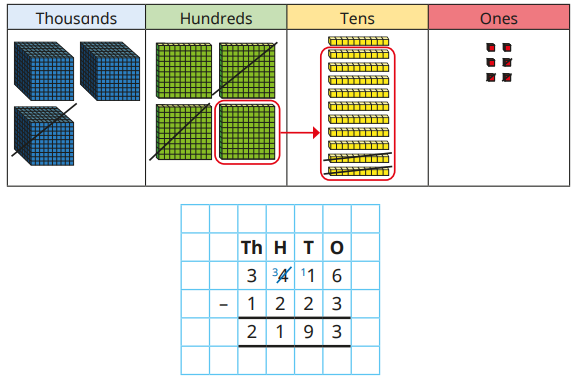 Thousands Hundreds Tens Ones
Th H T O
3 ³4 ¹1 6
– 1 2 2 3
2 1 9 3